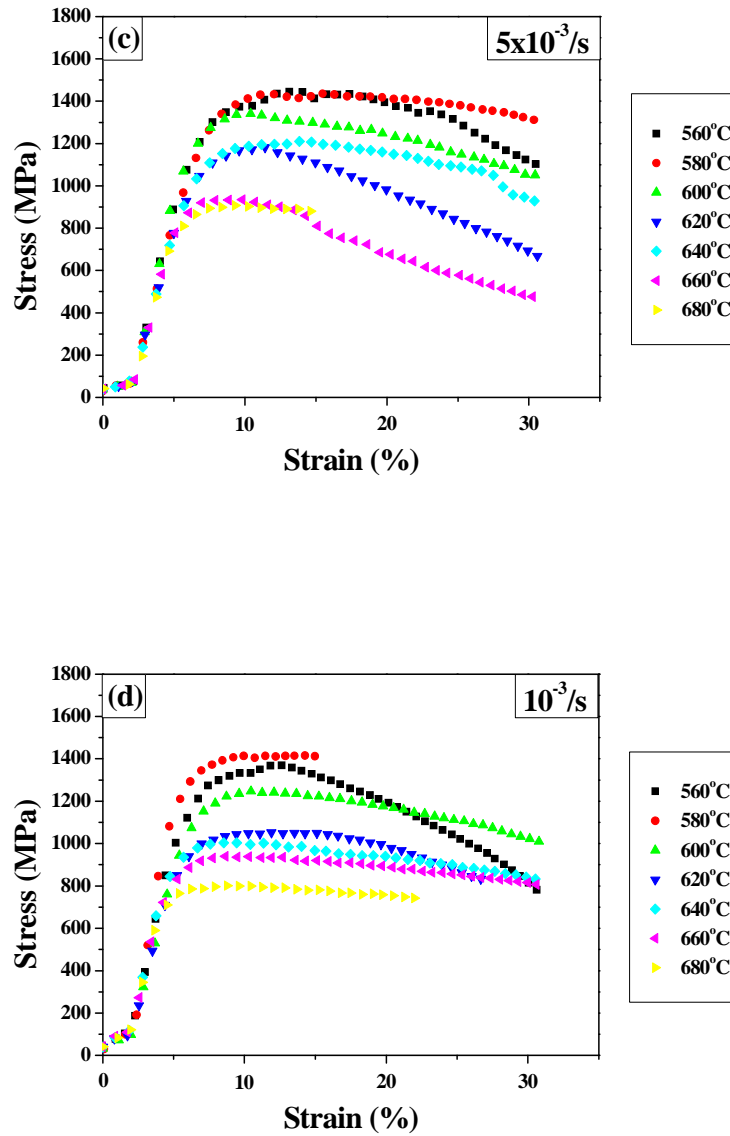 (c)
5x10⁻³/s
1800
1600
1400
1200
1000
800
600
400
200
0
Stress (MPa)
0
10
20
30
Strain (%)
560°C
580°C
600°C
620°C
640°C
660°C
680°C
(d)
10⁻³/s
1800
1600
1400
1200
1000
800
600
400
200
0
Stress (MPa)
0
10
20
30
Strain (%)
560°C
580°C
600°C
620°C
640°C
660°C
680°C